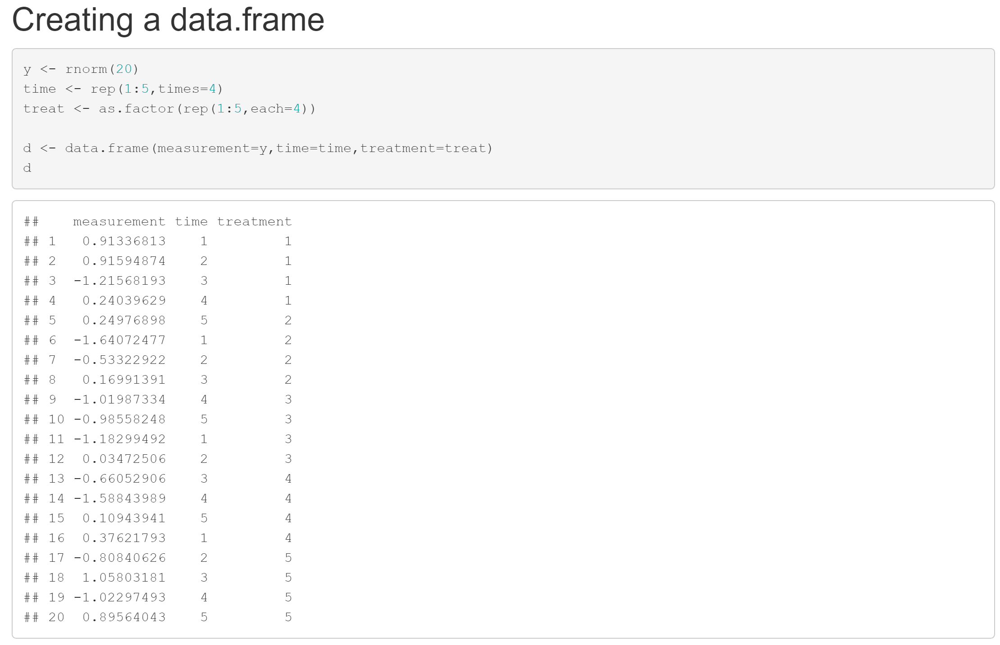 Creating a data.frame
y <- rnorm(20)
time <- rep(1:5,times=4)
treat <- as.factor(rep(1:5,each=4))
d <- data.frame(measurement=y,time=time,treatment=treat)
d
##    measurement time treatment
## 1   0.91336813    1         1
## 2   0.91594874    2         1
## 3  -1.21568193    3         1
## 4   0.24039629    4         1
## 5   0.24976898    5         2
## 6  -1.64072477    1         2
## 7  -0.53322922    2         2
## 8   0.16991391    3         2
## 9  -1.01987334    4         3
## 10 -0.98558248    5         3
## 11 -1.18299492    1         3
## 12  0.03472506    2         3
## 13 -0.66052906    3         4
## 14 -1.58843989    4         4
## 15  0.10943941    5         4
## 16  0.37621793    1         4
## 17 -0.80840626    2         5
## 18  1.05803181    3         5
## 19 -1.02297493    4         5
## 20  0.89564043    5         5